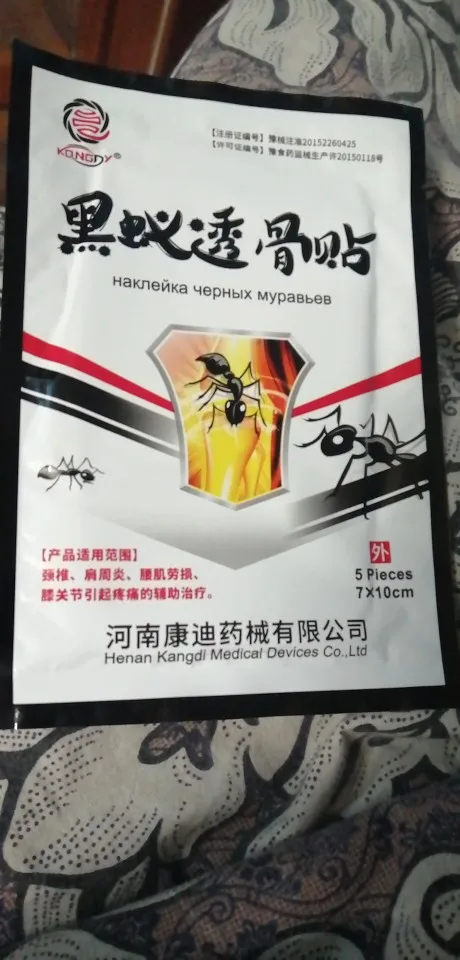 【注册证编号】豫械注准20152260425
【许可证编号】豫食药监械生产许20150118号
KONGDY®
黑蚁透骨贴
наклейка черных муравьев
【产品适用范围】
颈椎、肩周炎、腰肌劳损、
膝关节引起疼痛的辅助治疗。
外
5 Pieces
7×10cm
河南康迪药械有限公司
Henan Kangdi Medical Devices Co.,Ltd